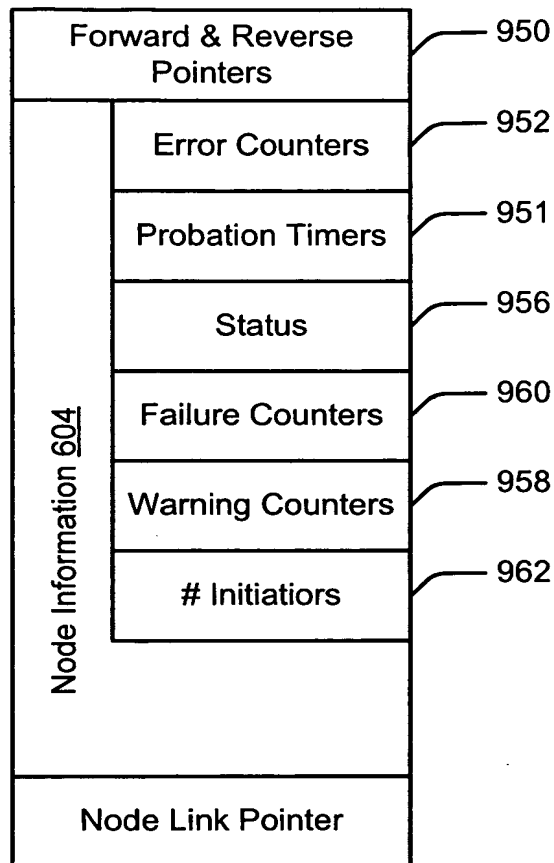 Forward & Reverse
Pointers
950
Error Counters
952
Probation Timers
951
Status
956
Failure Counters
960
Warning Counters
958
# Initiatiors
962
Node Information 604
Node Link Pointer